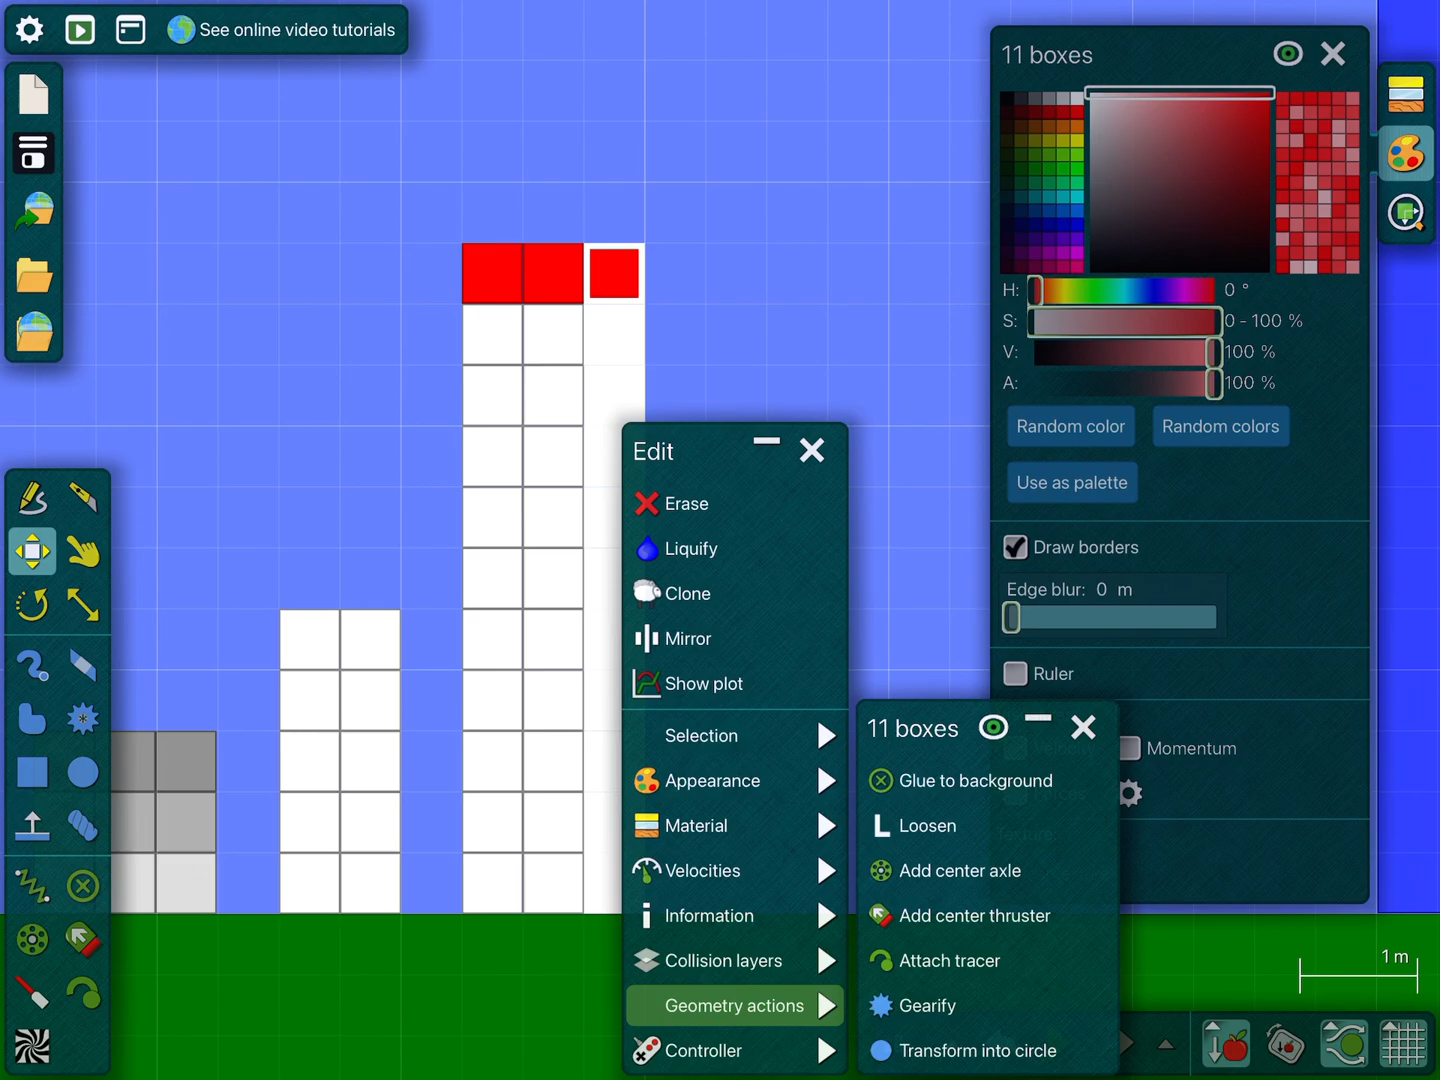 See online video tutorials
11 boxes
H: 0 °
S: 0 - 100 %
V: 100 %
A: 100 %
Random color
Random colors
Use as palette
Draw borders
Edge blur: 0 m
Ruler
Momentum
Edit
Erase
Liquify
Clone
Mirror
Show plot
Selection
Appearance
Material
Velocities
Information
Collision layers
Geometry actions
Controller
11 boxes
Glue to background
Loosen
Add center axle
Add center thruster
Attach tracer
Gearify
Transform into circle
1 m